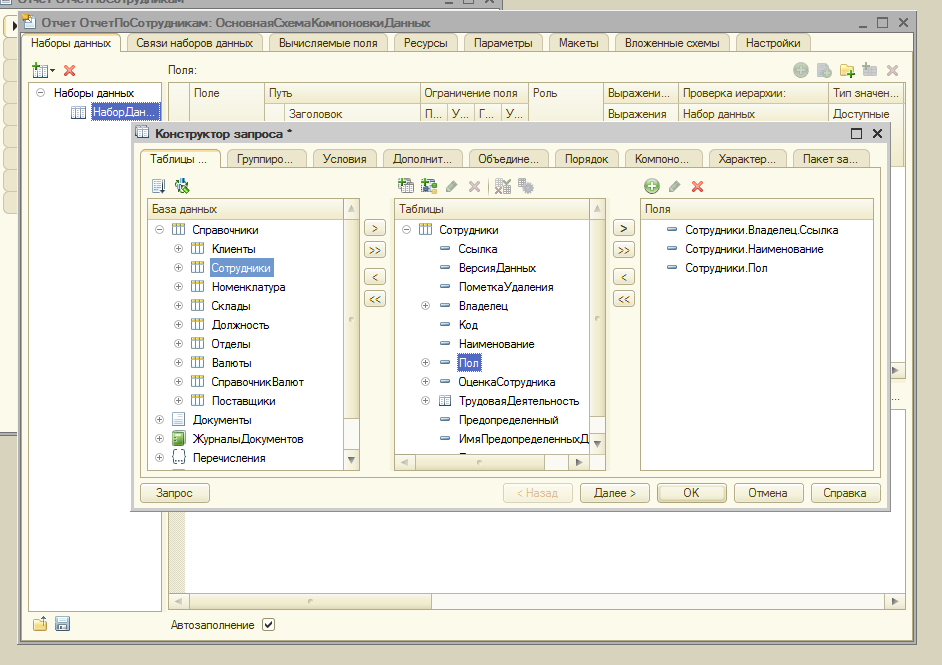 Отчет ОтчетПоСотрудникам
Отчет ОтчетПоСотрудникам: ОсновнаяСхемаКомпоновкиДанных
Наборы данных
Связи наборов данных
Вычисляемые поля
Ресурсы
Параметры
Макеты
Вложенные схемы
Настройки
Поля:
Наборы данных
НаборДан...
Поле
Путь
Ограничение поля
Роль
Выражени...
Проверка иерархии:
Тип значен...
Заголовок
П...
У...
Г...
У...
Выражения
Набор данных
Доступные
Конструктор запроса *
Таблицы ...
Группиро...
Условия
Дополнит...
Объедине...
Порядок
Компоно...
Характер...
Пакет за...
База данных
Справочники
Клиенты
Сотрудники
Номенклатура
Склады
Должность
Отделы
Валюты
СправочникВалют
Поставщики
Документы
ЖурналыДокументов
Перечисления
>
>>
<
<<
Таблицы
Сотрудники
Ссылка
ВерсияДанных
ПометкаУдаления
Владелец
Код
Наименование
Пол
ОценкаСотрудника
ТрудоваяДеятельность
Предопределенный
ИмяПредопределенныхД
>
>>
<
<<
Поля
Сотрудники.Владелец.Ссылка
Сотрудники.Наименование
Сотрудники.Пол
Запрос
< Назад
Далее >
OK
Отмена
Справка
Автозаполнение